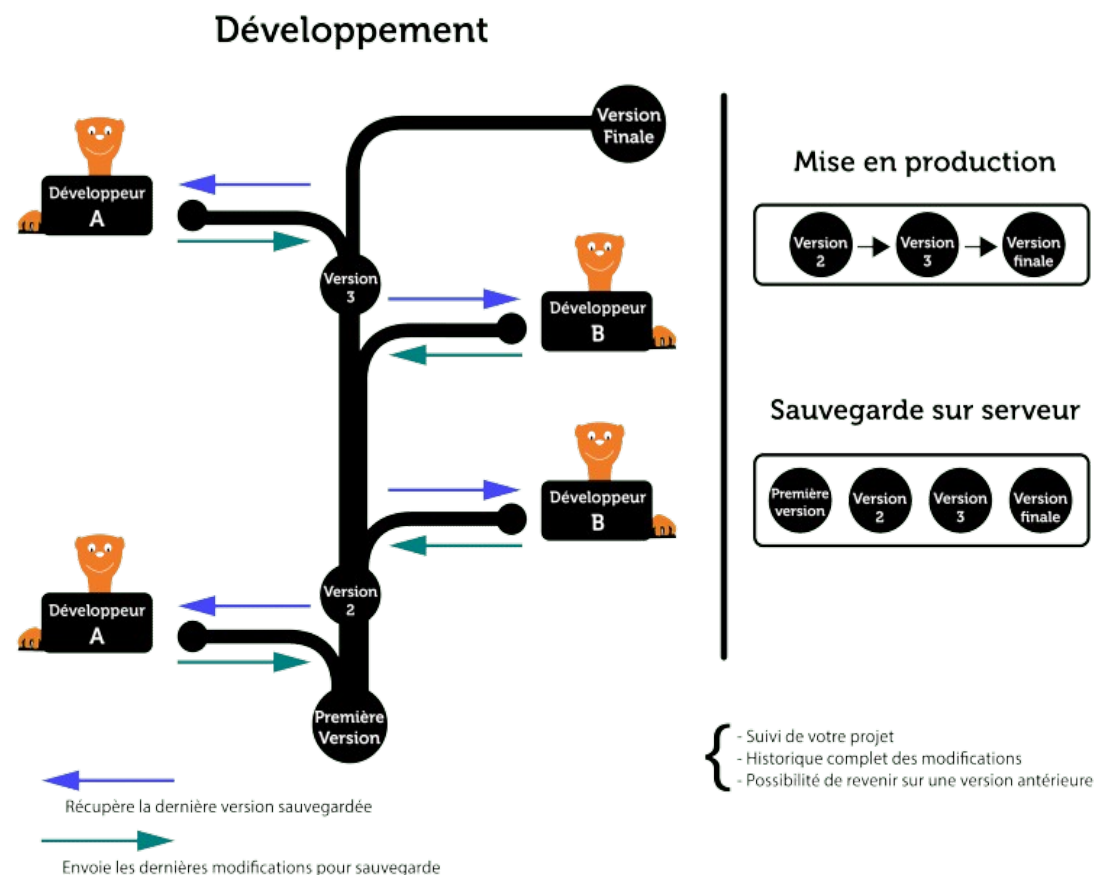 Développement
Version
Finale
Développeur
A
Version
3
Développeur
B
Développeur
B
Développeur
A
Version
2
Première
Version
Récupère la dernière version sauvegardée
Envoie les dernières modifications pour sauvegarde
Mise en production
Version
2
Version
3
Version
finale
Sauvegarde sur serveur
Première
version
Version
2
Version
3
Version
finale
- Suivi de votre projet
- Historique complet des modifications
- Possibilité de revenir sur une version antérieure